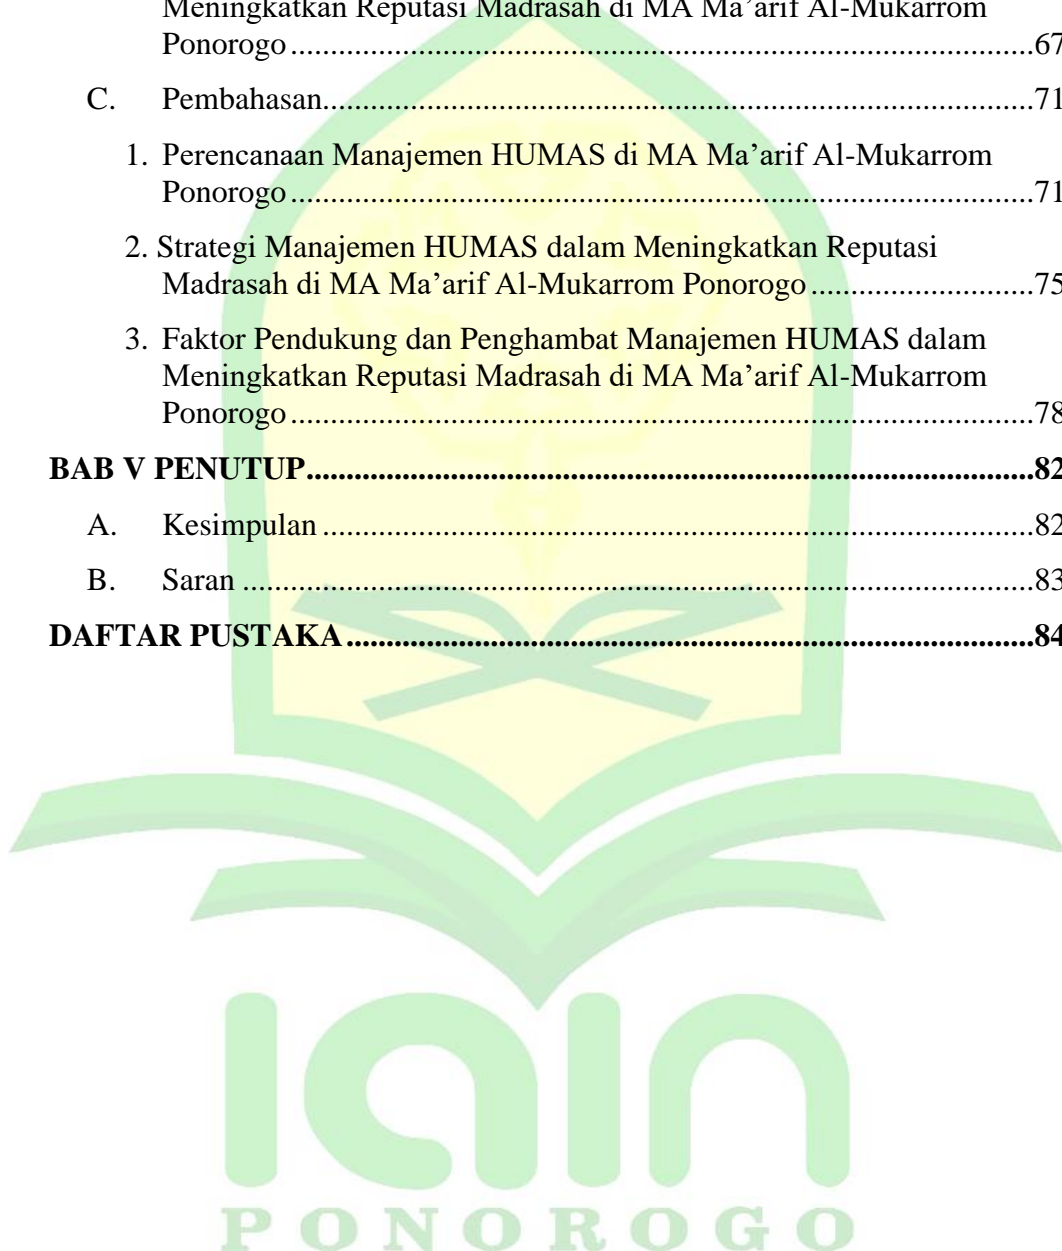 Meningkatkan Reputasi Madrasah di MA Ma’arif Al-Mukarrom
Ponorogo...............................................................................................67
C. Pembahasan...........................................................................................71
1. Perencanaan Manajemen HUMAS di MA Ma’arif Al-Mukarrom
Ponorogo...............................................................................................71
2. Strategi Manajemen HUMAS dalam Meningkatkan Reputasi
Madrasah di MA Ma’arif Al-Mukarrom Ponorogo............................75
3. Faktor Pendukung dan Penghambat Manajemen HUMAS dalam
Meningkatkan Reputasi Madrasah di MA Ma’arif Al-Mukarrom
Ponorogo...............................................................................................78
BAB V PENUTUP.............................................................................................82
A. Kesimpulan...........................................................................................82
B. Saran.....................................................................................................83
DAFTAR PUSTAKA........................................................................................84
iain
PONOROGO